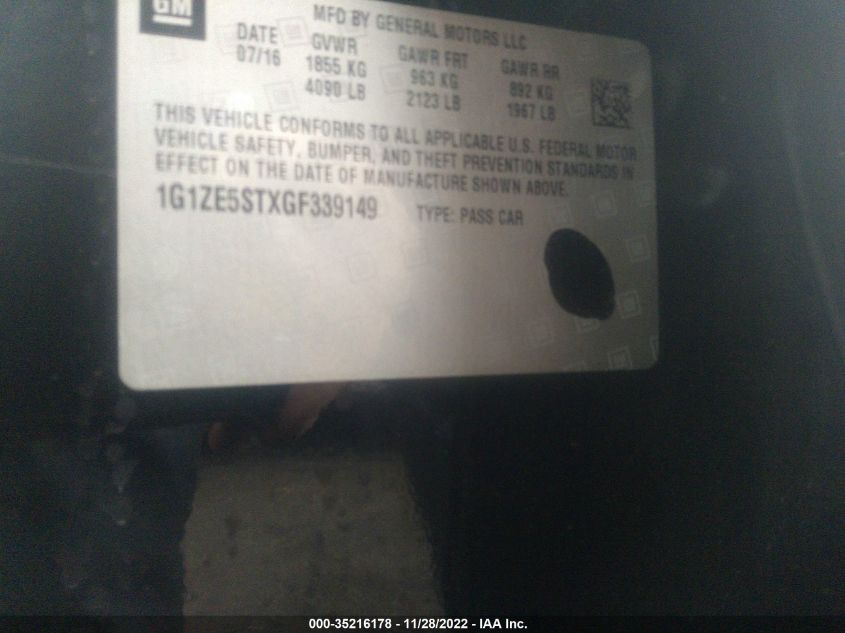 GM
MFD BY GENERAL MOTORS LLC
DATE GVWR GAWR FRT GAWR RR
07/16 1855 KG 963 KG 892 KG
4090 LB 2123 LB 1967 LB
THIS VEHICLE CONFORMS TO ALL APPLICABLE U.S. FEDERAL MOTOR
VEHICLE SAFETY, BUMPER, AND THEFT PREVENTION STANDARDS IN
EFFECT ON THE DATE OF MANUFACTURE SHOWN ABOVE.
1G1ZE5STXGF339149 TYPE: PASS CAR
000-35216178 - 11/28/2022 - IAA Inc.